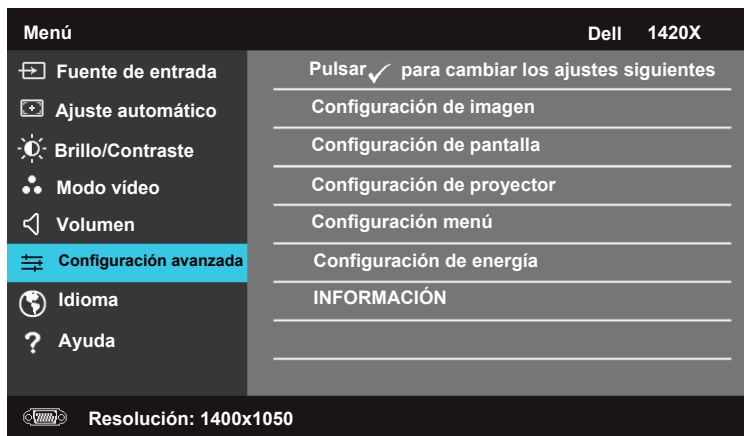 Menú
Dell 1420X
Fuente de entrada
Ajuste automático
Brillo/Contraste
Modo vídeo
Volumen
Configuración avanzada
Idioma
? Ayuda
Pulsar✓ para cambiar los ajustes siguientes
Configuración de imagen
Configuración de pantalla
Configuración de proyector
Configuración menú
Configuración de energía
INFORMACIÓN
Resolución: 1400x1050